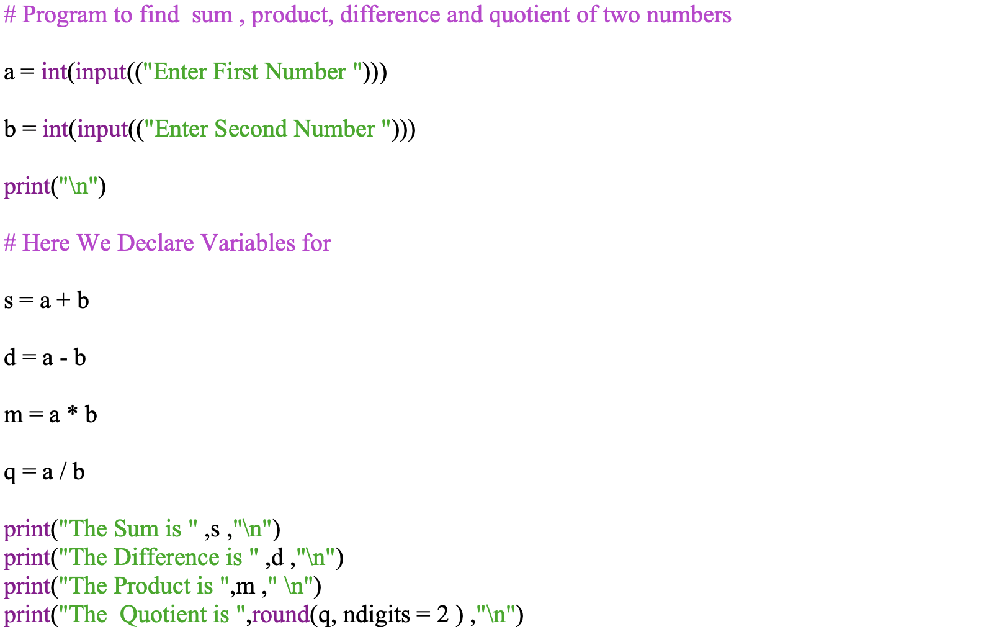 # Program to find  sum , product, difference and quotient of two numbers
a = int(input(("Enter First Number ")))
b = int(input(("Enter Second Number ")))
print("\n")
# Here We Declare Variables for
s = a + b
d = a - b
m = a * b
q = a / b
print("The Sum is " ,s ,"\n")
print("The Difference is " ,d ,"\n")
print("The Product is ",m ," \n")
print("The  Quotient is ",round(q, ndigits = 2 ) ,"\n")